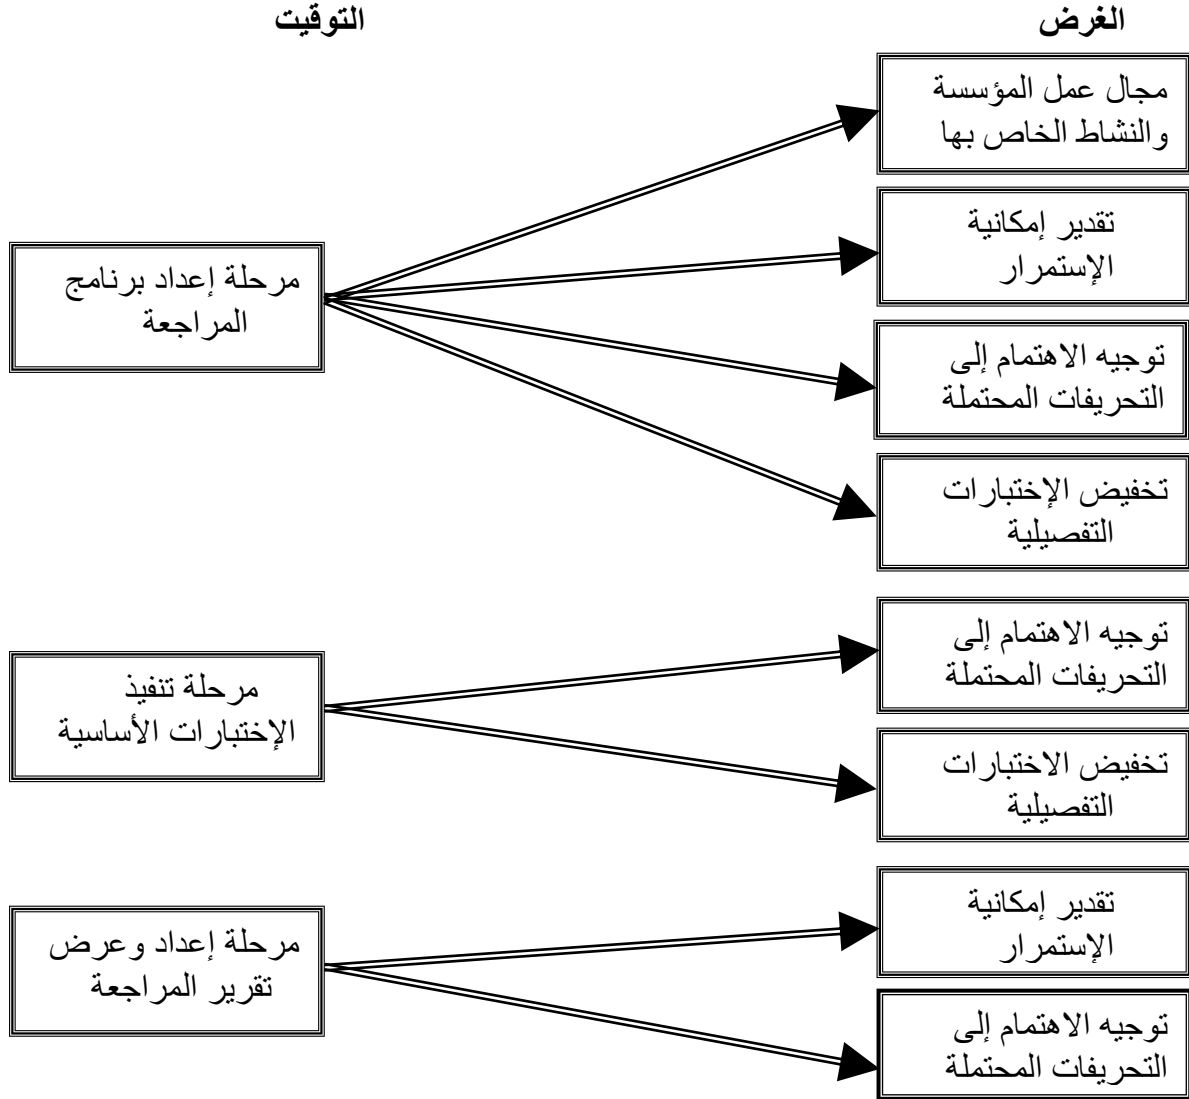 الغرض
التوقيت
مجال عمل المؤسسة
والنشاط الخاص بها
تقدير إمكانية
الإستمرار
مرحلة إعداد برنامج
المراجعة
توجيه الاهتمام إلى
التحريفات المحتملة
تخفيض الإختبارات
التفصيلية
توجيه الاهتمام إلى
التحريفات المحتملة
مرحلة تنفيذ
الإختبارات الأساسية
تخفيض الاختبارات
التفصيلية
تقدير إمكانية
الإستمرار
مرحلة إعداد وعرض
تقرير المراجعة
توجيه الاهتمام إلى
التحريفات المحتملة